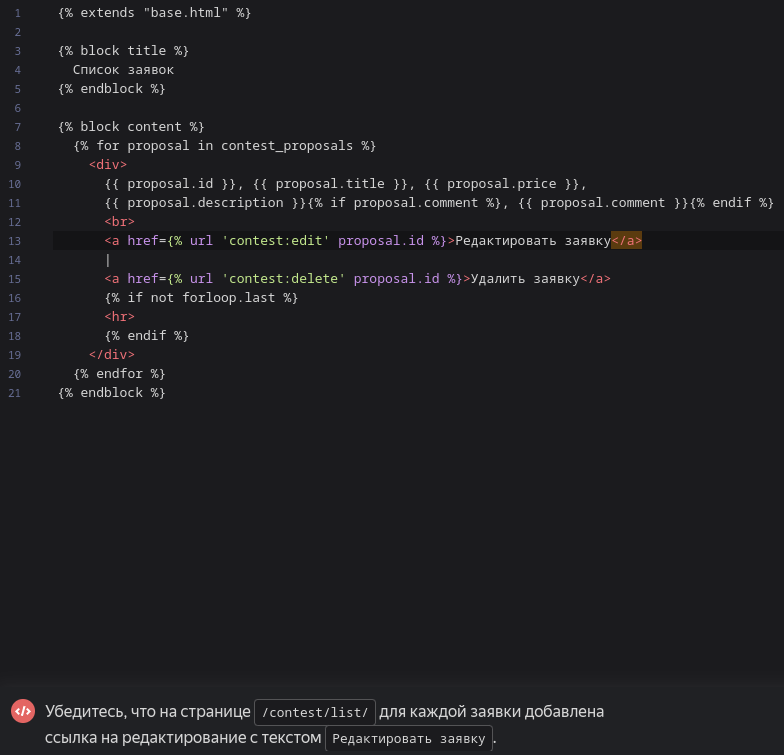 1 {% extends "base.html" %}
2
3 {% block title %}
4 Список заявок
5 {% endblock %}
6
7 {% block content %}
8 {% for proposal in contest_proposals %}
9 <div>
10 {{ proposal.id }}, {{ proposal.title }}, {{ proposal.price }},
11 {{ proposal.description }}{% if proposal.comment %}, {{ proposal.comment }}{% endif %}
12 <br>
13 <a href={% url 'contest:edit' proposal.id %}>Редактировать заявку</a>
14 |
15 <a href={% url 'contest:delete' proposal.id %}>Удалить заявку</a>
16 {% if not forloop.last %}
17 <hr>
18 {% endif %}
19 </div>
20 {% endfor %}
21 {% endblock %}
Убедитесь, что на странице /contest/list/ для каждой заявки добавлена
ссылка на редактирование с текстом Редактировать заявку.